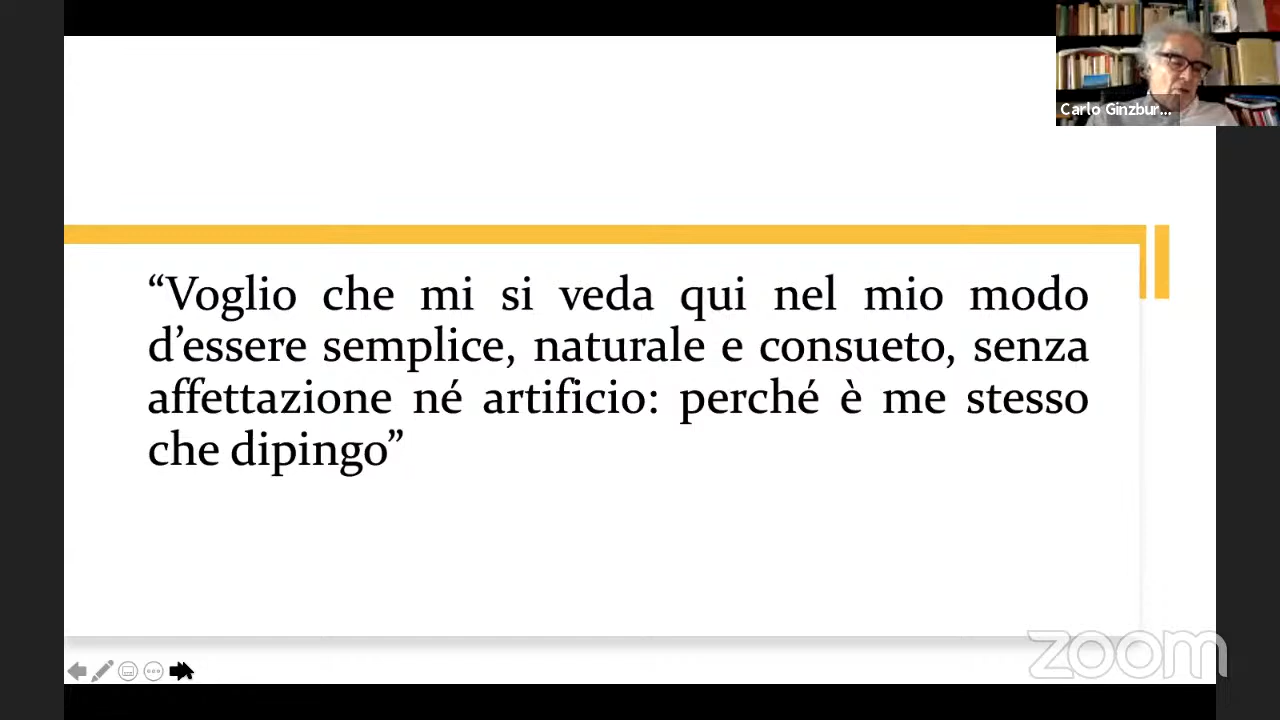 Carlo Ginzbur...
“Voglio che mi si veda qui nel mio modo
d’essere semplice, naturale e consueto, senza
affettazione né artificio: perché è me stesso
che dipingo”
zoom